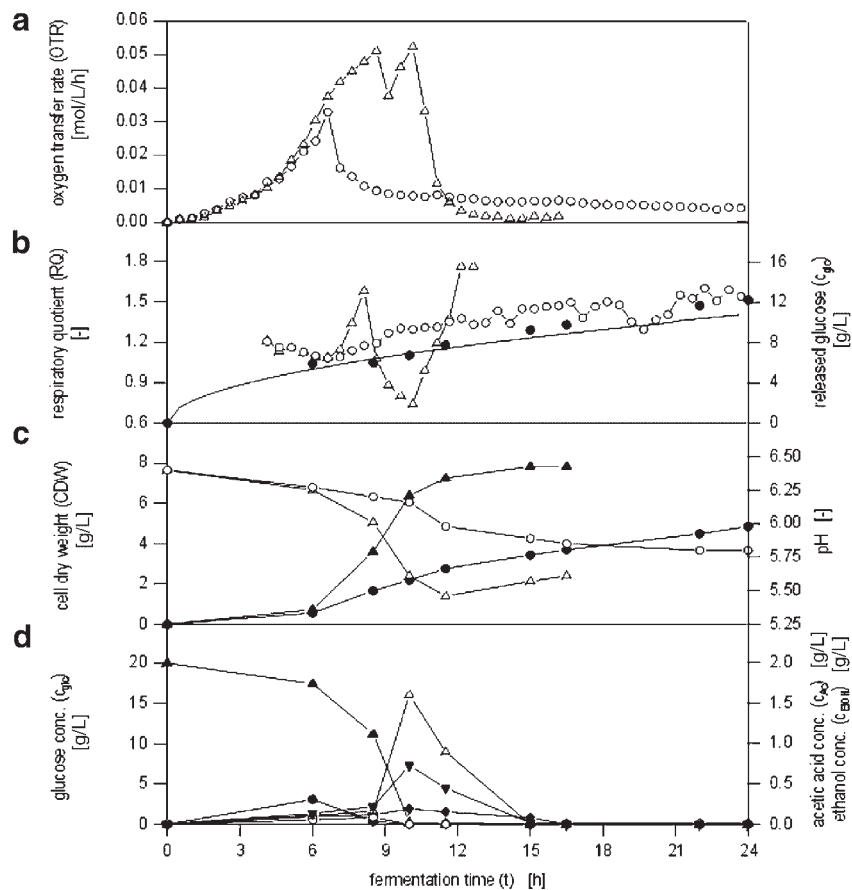 a
oxygen transfer rate (OTR)
[mol/L/h]
0.06
0.05
0.04
0.03
0.02
0.01
0.00
b
respiratory quotient (RQ)
[-]
1.8
1.5
1.2
0.9
0.6
16
12
8
4
0
released glucose (cglc)
[g/L]
c
cell dry weight (CDW)
[g/L]
8
6
4
2
0
6.50
6.25
6.00
5.75
5.50
5.25
pH [-]
d
glucose conc. (cglc)
[g/L]
20
15
10
5
0
2.0
1.5
1.0
0.5
0.0
acetic acid conc. (cAc) [g/L]
ethanol conc. (cEtOH) [g/L]
0 3 6 9 12 15 18 21 24
fermentation time (t) [h]